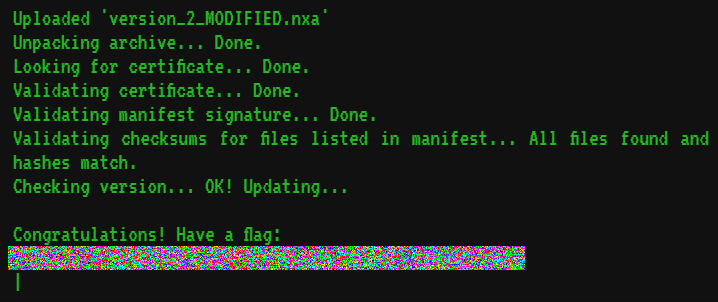 Uploaded 'version_2_MODIFIED.nxa'
Unpacking archive... Done.
Looking for certificate... Done.
Validating certificate... Done.
Validating manifest signature... Done.
Validating checksums for files listed in manifest... All files found and
hashes match.
Checking version... OK! Updating...
Congratulations! Have a flag: